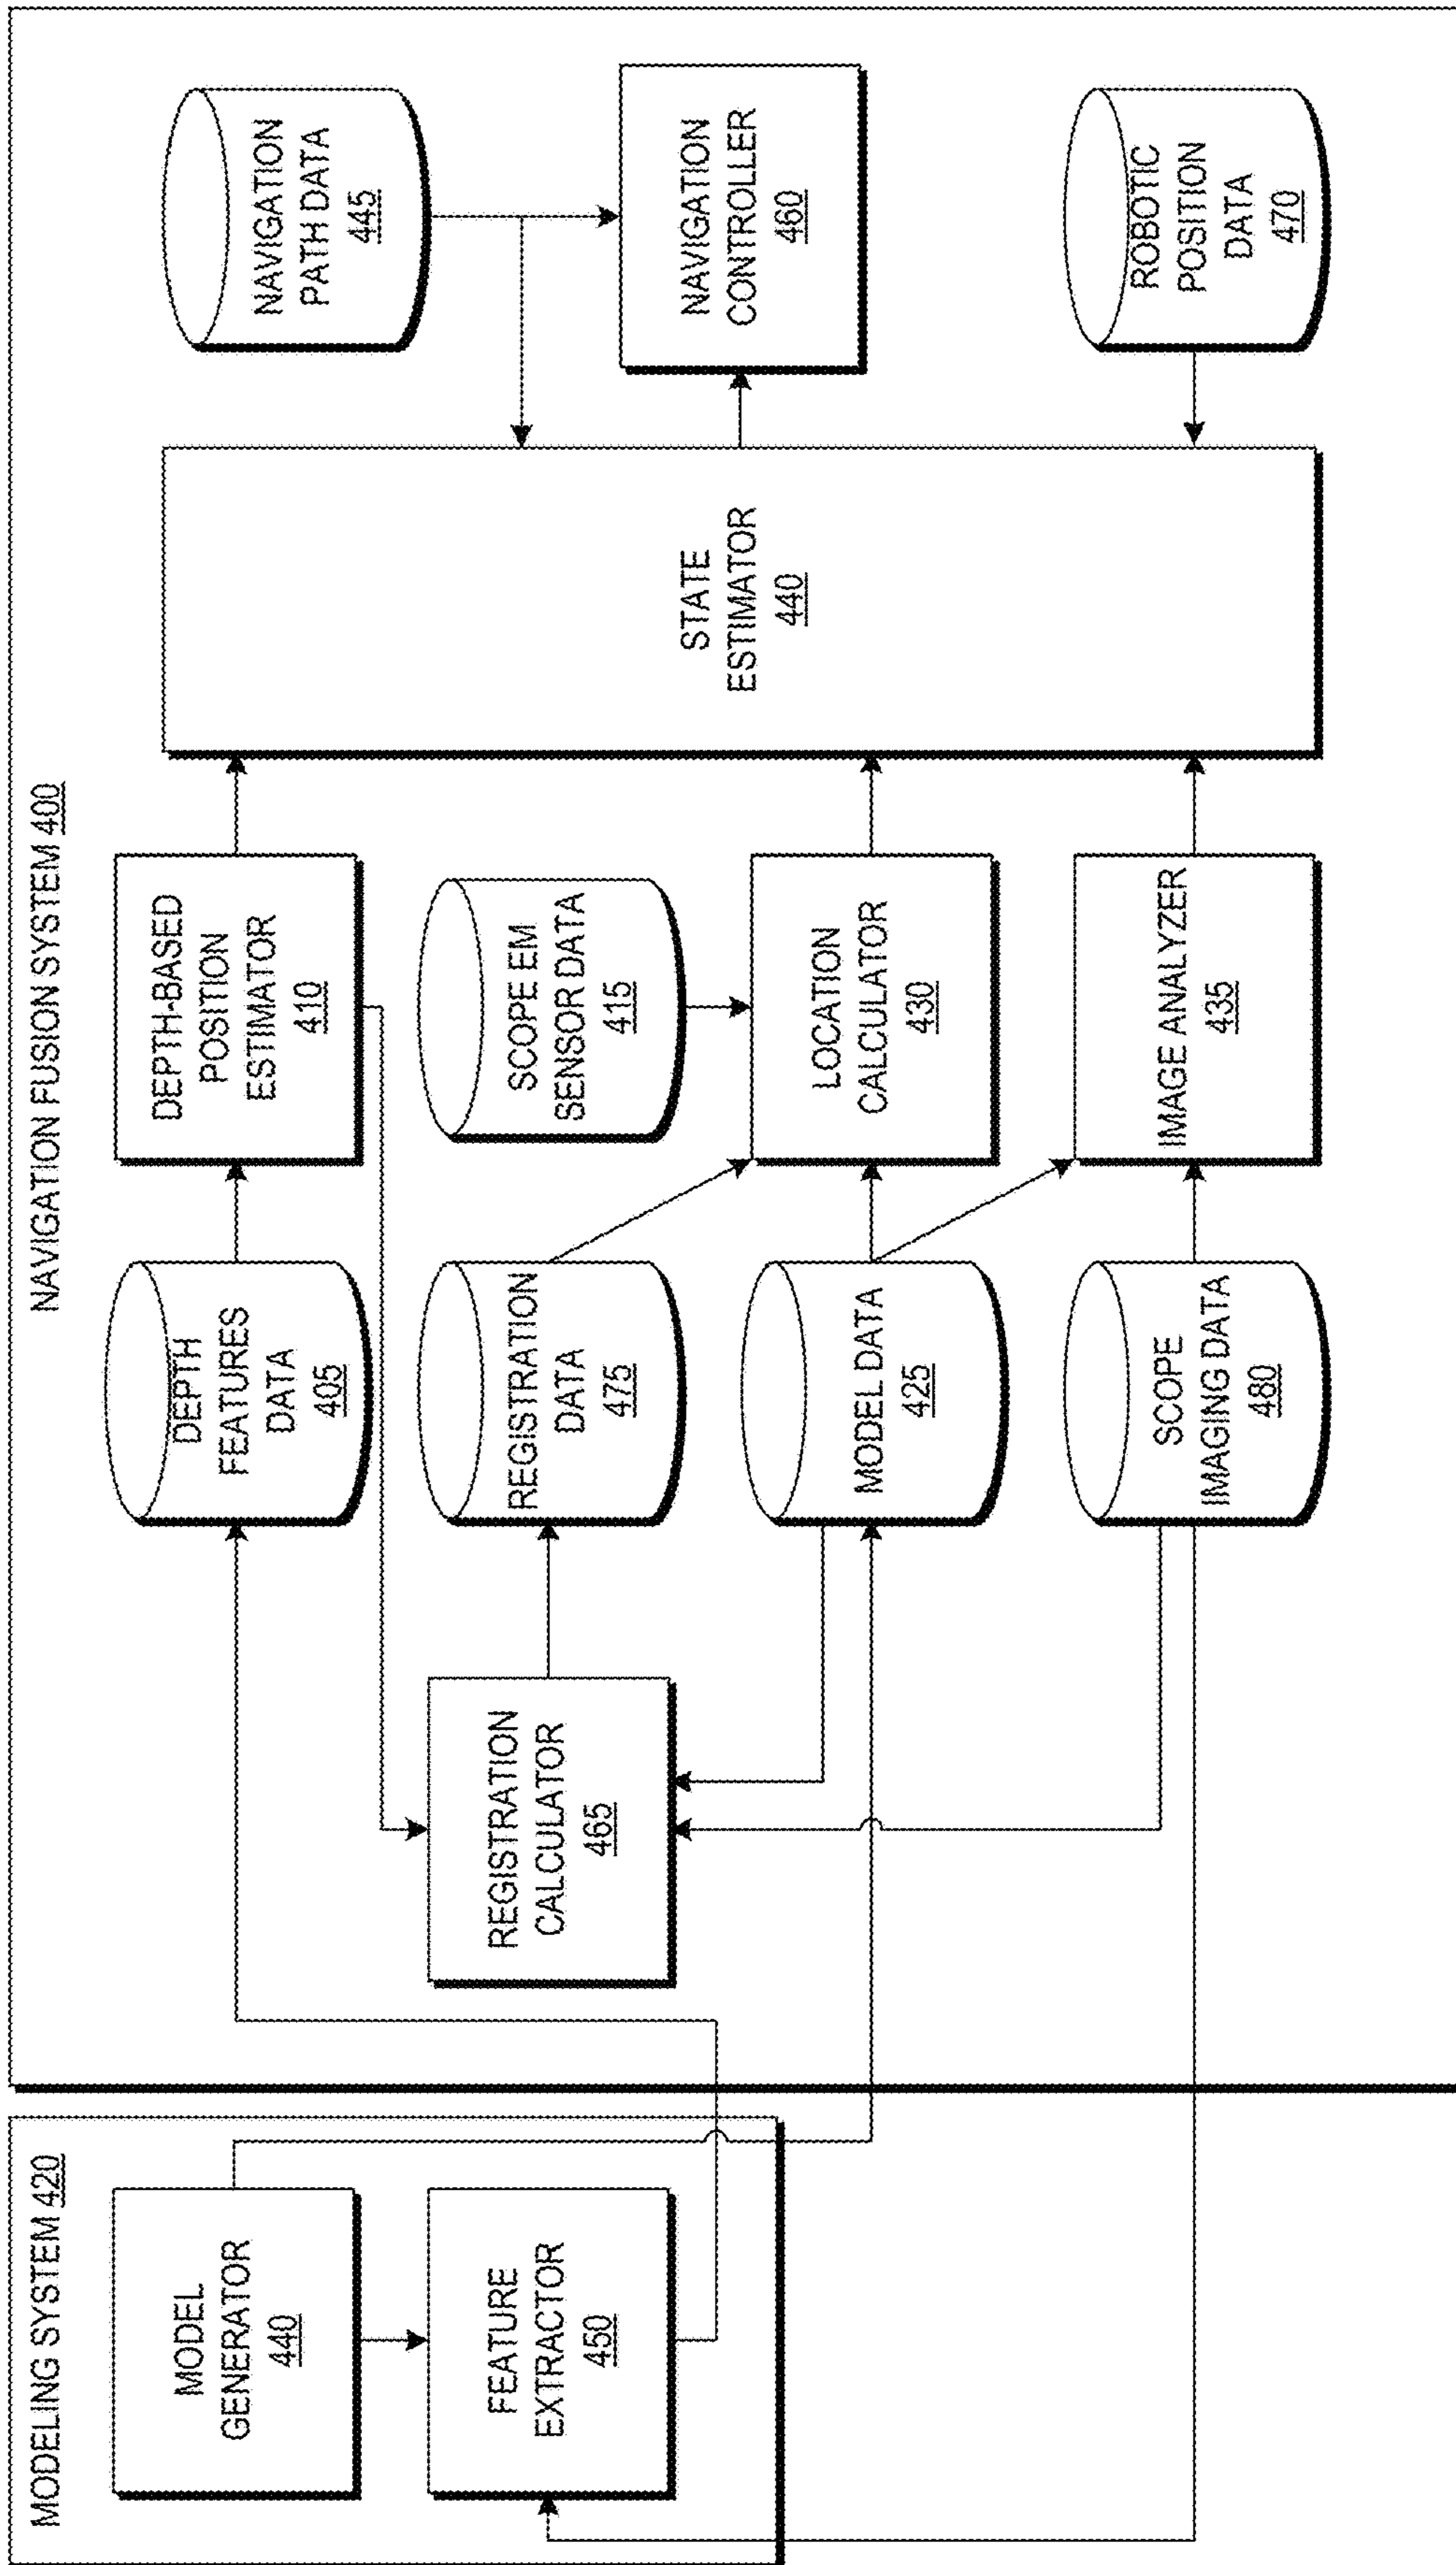 MODELING SYSTEM 420
MODEL
GENERATOR
440
FEATURE
EXTRACTOR
450
NAVIGATION FUSION SYSTEM 400
REGISTRATION
CALCULATOR
465
DEPTH
FEATURES
DATA
405
REGISTRATION
DATA
475
MODEL DATA
425
SCOPE
IMAGING DATA
480
DEPTH-BASED
POSITION
ESTIMATOR
410
SCOPE EM
SENSOR DATA
415
LOCATION
CALCULATOR
430
IMAGE ANALYZER
435
STATE
ESTIMATOR
440
NAVIGATION
PATH DATA
445
NAVIGATION
CONTROLLER
460
ROBOTIC
POSITION
DATA
470